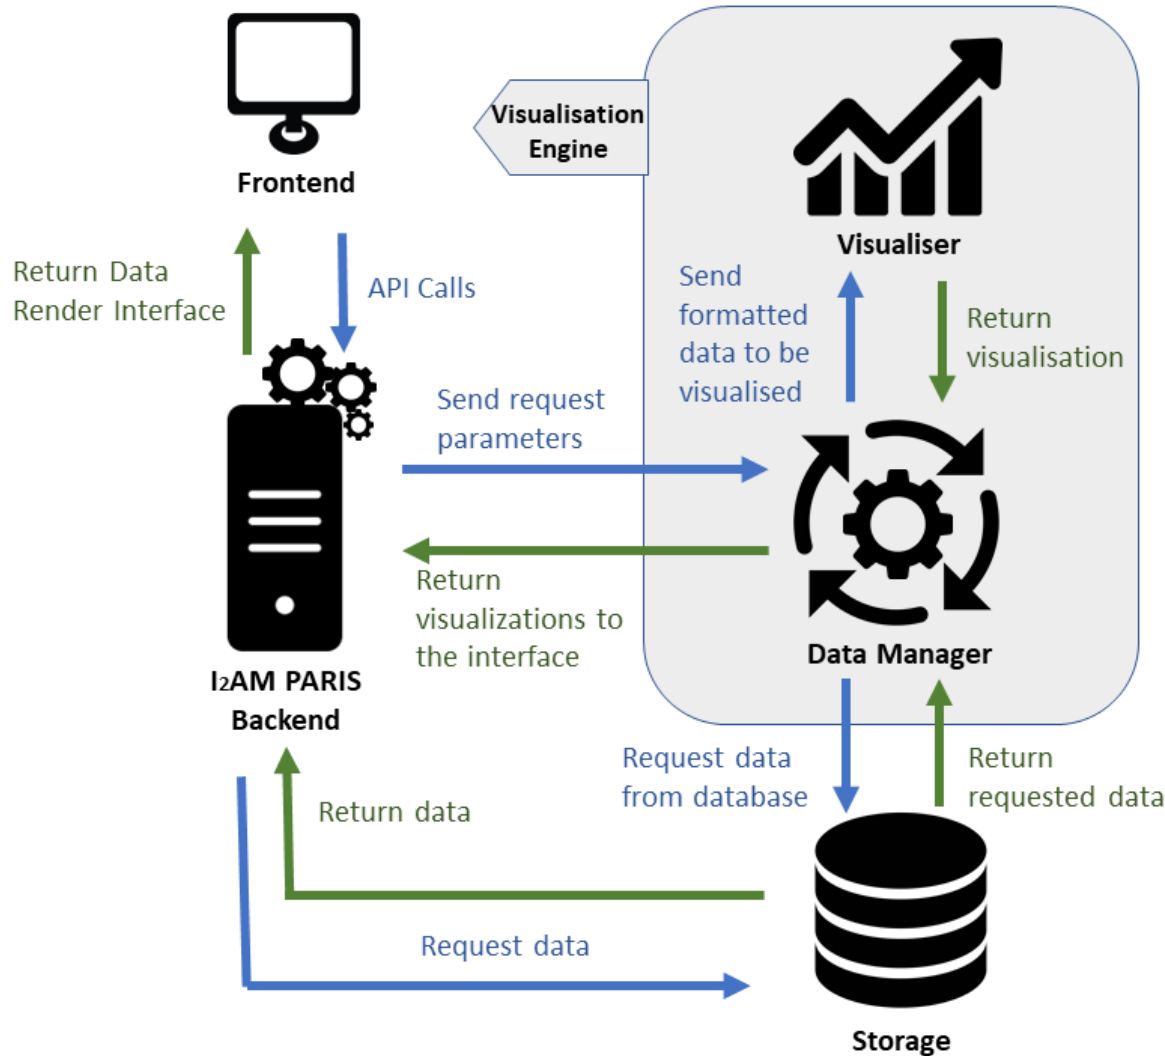 Visualisation
Engine
Frontend
Visualiser
Return Data
Render Interface
API Calls
Send
formatted
data to be
visualised
Return
visualisation
Send request
parameters
Return
visualizations to
the interface
Data Manager
I₂AM PARIS
Backend
Request data
from database
Return
requested data
Return data
Request data
Storage